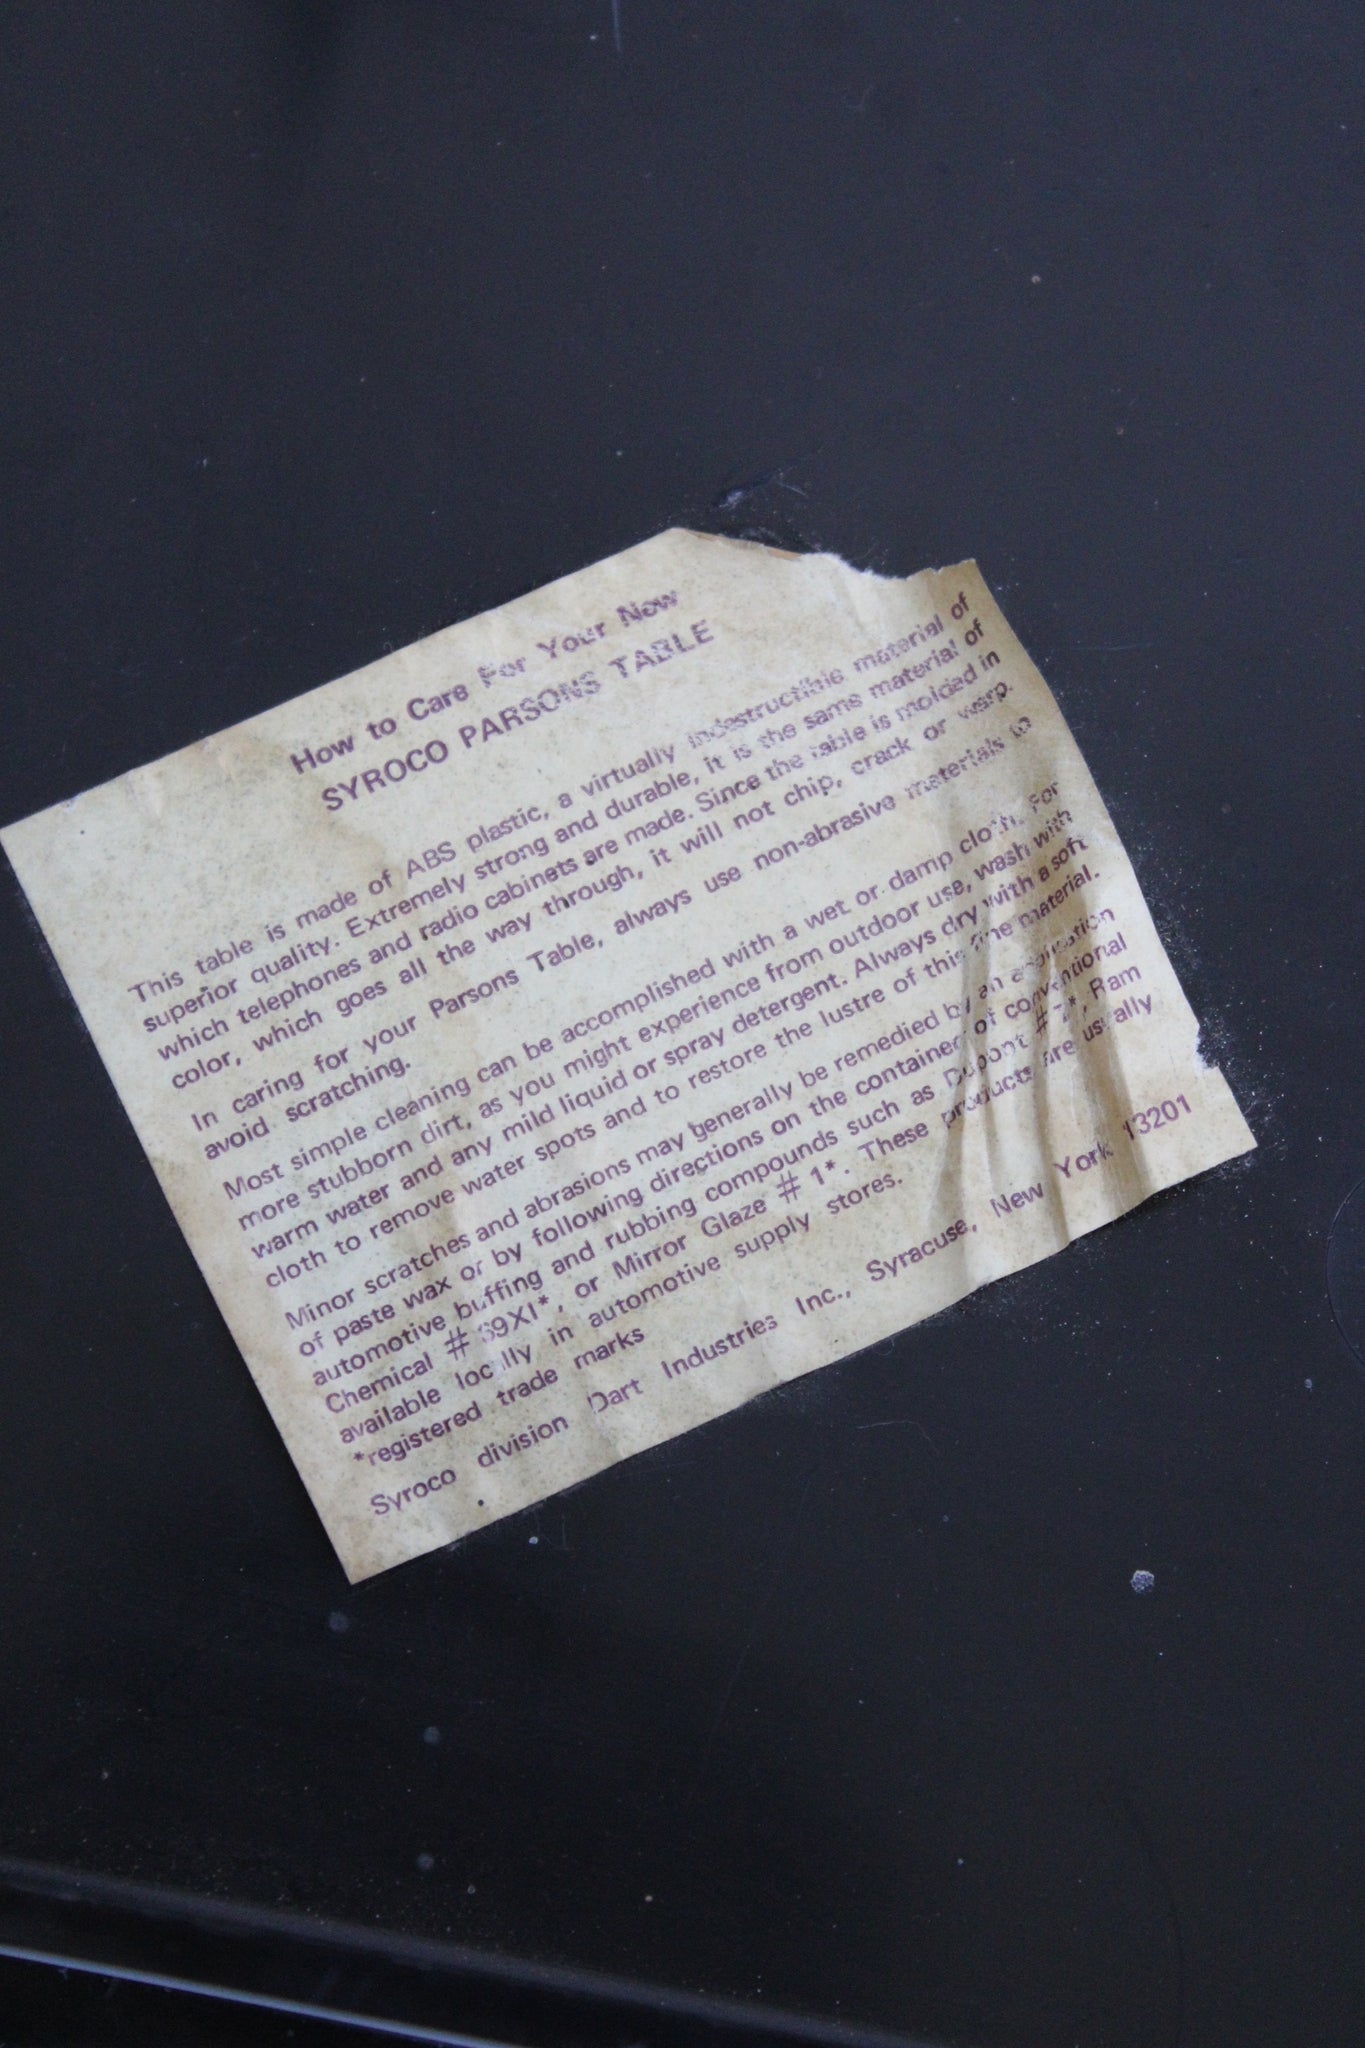 How to Care For Your New
SYROCO PARSONS TABLE
This table is made of ABS plastic, a virtually indestructible material of
superior quality. Extremely strong and durable, it is the same material of
which telephones and radio cabinets are made. Since the table is molded in
color, which goes all the way through, it will not chip, crack or warp.
In caring for your Parsons Table, always use non-abrasive materials to
avoid scratching.
Most simple cleaning can be accomplished with a wet or damp cloth. For
more stubborn dirt, as you might experience from outdoor use, wash with
warm water and any mild liquid or spray detergent. Always dry with a soft
cloth to remove water spots and to restore the lustre of this fine material.
Minor scratches and abrasions may generally be remedied by an application
of paste wax or by following directions on the container of conventional
automotive buffing and rubbing compounds such as Dupont # 7*, Ram
Chemical # 69XI*, or Mirror Glaze # 1*. These products are usually
available locally in automotive supply stores.
*registered trade marks
Syroco division Dart Industries Inc., Syracuse, New York 13201